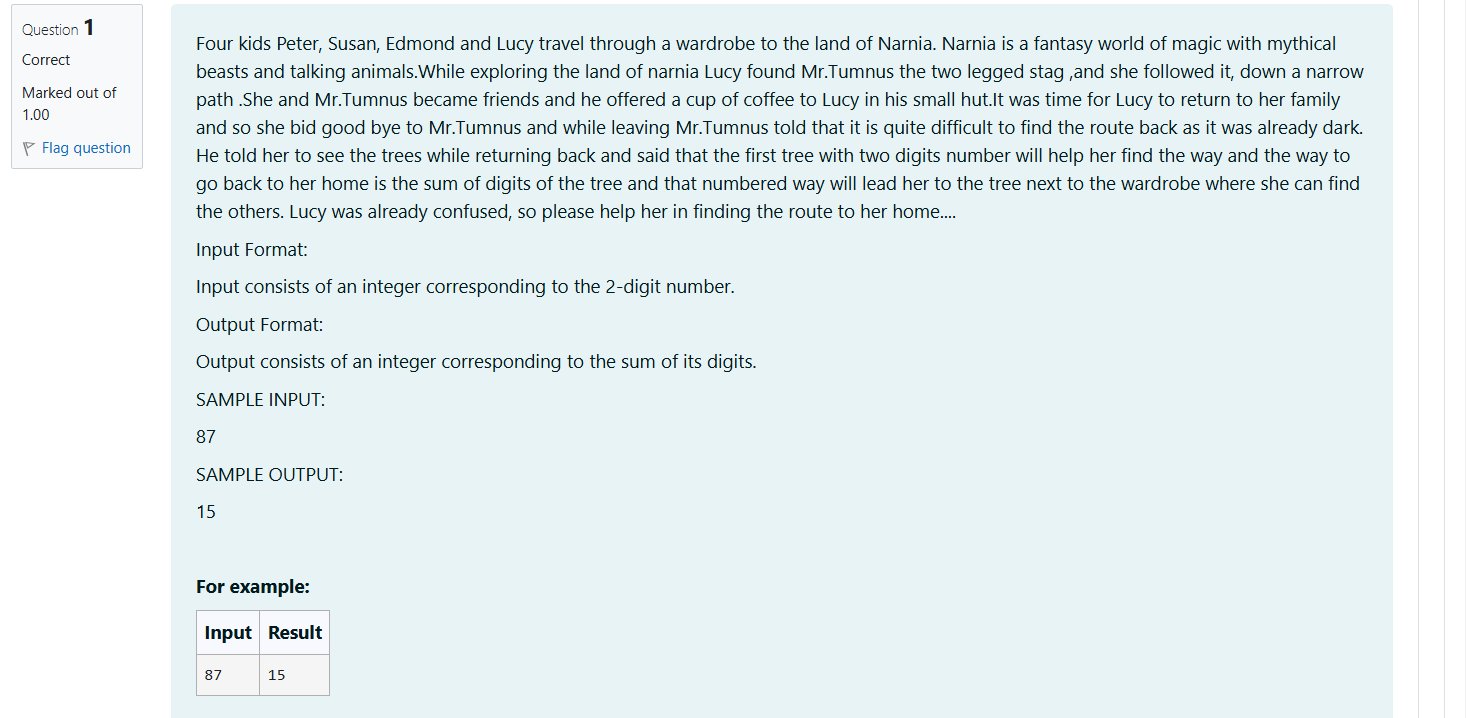 Question 1
Correct
Marked out of
1.00
Flag question
Four kids Peter, Susan, Edmond and Lucy travel through a wardrobe to the land of Narnia. Narnia is a fantasy world of magic with mythical
beasts and talking animals.While exploring the land of narnia Lucy found Mr.Tumnus the two legged stag ,and she followed it, down a narrow
path .She and Mr.Tumnus became friends and he offered a cup of coffee to Lucy in his small hut.It was time for Lucy to return to her family
and so she bid good bye to Mr.Tumnus and while leaving Mr.Tumnus told that it is quite difficult to find the route back as it was already dark.
He told her to see the trees while returning back and said that the first tree with two digits number will help her find the way and the way to
go back to her home is the sum of digits of the tree and that numbered way will lead her to the tree next to the wardrobe where she can find
the others. Lucy was already confused, so please help her in finding the route to her home....
Input Format:
Input consists of an integer corresponding to the 2-digit number.
Output Format:
Output consists of an integer corresponding to the sum of its digits.
SAMPLE INPUT:
87
SAMPLE OUTPUT:
15
For example:
Input Result
87 15